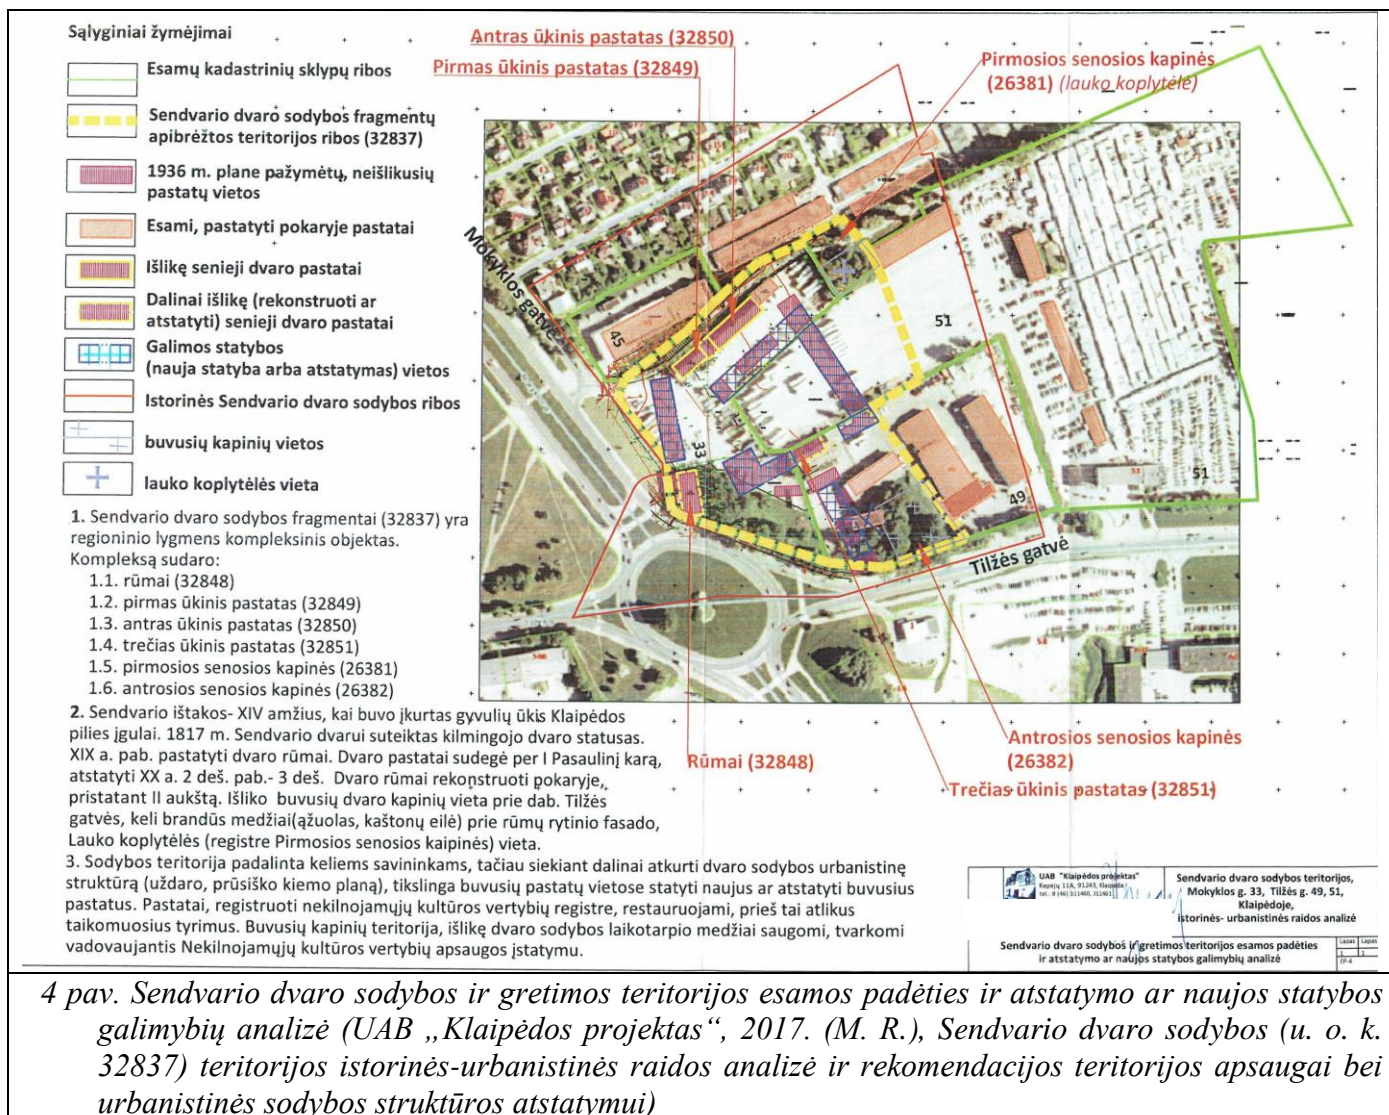 Sąlyginiai žymėjimai
Esamų kadastrinių sklypų ribos
Sendvario dvaro sodybos fragmentų
apibrėžtos teritorijos ribos (32837)
1936 m. plane pažymėtų, neišlikusių
pastatų vietos
Esami, pastatyti pokaryje pastatai
Išlikę senieji dvaro pastatai
Dalinai išlikę (rekonstruoti ar
atstatyti) senieji dvaro pastatai
Galimos statybos
(nauja statyba arba atstatymas) vietos
Istorinės Sendvario dvaro sodybos ribos
buvusių kapinių vietos
lauko koplytėlės vieta
Antras ūkinis pastatas (32850)
Pirmas ūkinis pastatas (32849)
Pirmosios senosios kapinės
(26381) (lauko koplytėlė)
Mokyklos gatvė
45
51
33
51
49
Tilžės gatvė
Rūmai (32848)
Antrosios senosios kapinės
(26382)
Trečias ūkinis pastatas (32851)
1. Sendvario dvaro sodybos fragmentai (32837) yra
regioninio lygmens kompleksinis objektas.
Kompleksą sudaro:
1.1. rūmai (32848)
1.2. pirmas ūkinis pastatas (32849)
1.3. antras ūkinis pastatas (32850)
1.4. trečias ūkinis pastatas (32851)
1.5. pirmosios senosios kapinės (26381)
1.6. antrosios senosios kapinės (26382)
2. Sendvario ištakos- XIV amžius, kai buvo įkurtas gyvulių ūkis Klaipėdos
pilies įgulai. 1817 m. Sendvario dvarui suteiktas kilmingojo dvaro statusas.
XIX a. pab. pastatyti dvaro rūmai. Dvaro pastatai sudegė per I Pasaulinį karą,
atstatyti XX a. 2 deš. pab.- 3 deš. Dvaro rūmai rekonstruoti pokaryje,
pristatant II aukštą. Išliko buvusių dvaro kapinių vieta prie dab. Tilžės
gatvės, keli brandūs medžiai(ąžuolas, kaštonų eilė) prie rūmų rytinio fasado,
Lauko koplytėlės (registre Pirmosios senosios kaipinės) vieta.
3. Sodybos teritorija padalinta keliems savininkams, tačiau siekiant dalinai atkurti dvaro sodybos urbanistinę
struktūrą (uždaro, prūsiško kiemo planą), tikslinga buvusių pastatų vietose statyti naujus ar atstatyti buvusius
pastatus. Pastatai, registruoti nekilnojamųjų kultūros vertybių registre, restauruojami, prieš tai atlikus
taikomuosius tyrimus. Buvusių kapinių teritorija, išlikę dvaro sodybos laikotarpio medžiai saugomi, tvarkomi
vadovaujantis Nekilnojamųjų kultūros vertybių apsaugos įstatymu.
UAB "Klaipėdos projektas"
Kepėjų 11A, 91243, Klaipėda
tel.: 8 (46) 311460, 311461
Sendvario dvaro sodybos teritorijos,
Mokyklos g. 33, Tilžės g. 49, 51,
Klaipėdoje,
istorinės- urbanistinės raidos analizė
Sendvario dvaro sodybos ir gretimos teritorijos esamos padėties
ir atstatymo ar naujos statybos galimybių analizė
Lapas Lapas
1 1
EP-4
4 pav. Sendvario dvaro sodybos ir gretimos teritorijos esamos padėties ir atstatymo ar naujos statybos
galimybių analizė (UAB „Klaipėdos projektas“, 2017. (M. R.), Sendvario dvaro sodybos (u. o. k.
32837) teritorijos istorinės-urbanistinės raidos analizė ir rekomendacijos teritorijos apsaugai bei
urbanistinės sodybos struktūros atstatymui)